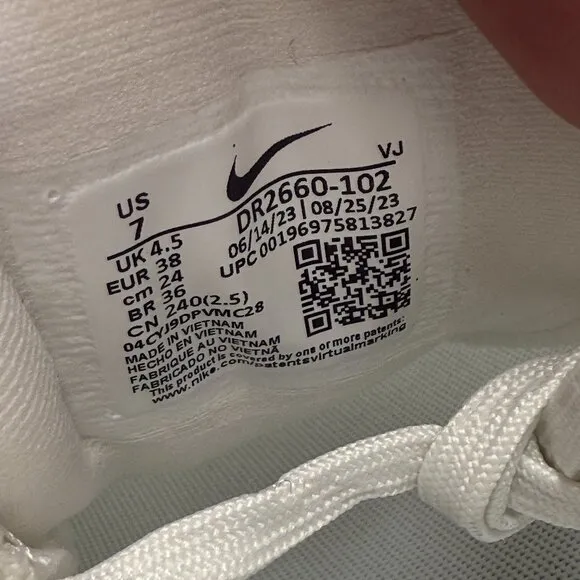 VJ
US
7
DR2660-102
UK 4.5
06/14/23 | 08/25/23
EUR 38
UPC 00196975813827
cm 24
BR 36
CN 240(2.5)
04CYJ9DPVMC28
MADE IN VIETNAM
HECHO EN VIETNAM
FABRIQUE AU VIETNAM
FABRICADO NO VIETNÃ
This product is covered by one or more patents:
www.nike.com/patentsvirtualmarking